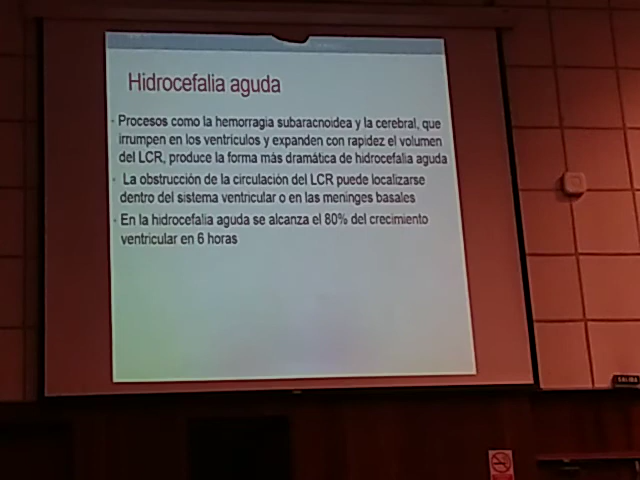 Hidrocefalia aguda
Procesos como la hemorragia subaracnoidea y la cerebral, que
irrumpen en los ventriculos y expanden con rapidez el volumen
del LCR, produce la forma más dramática de hidrocefalia aguda
La obstrucción de la circulación del LCR puede localizarse
dentro del sistema ventricular o en las meninges basales
En la hidrocefalia aguda se alcanza el 80% del crecimiento
ventricular en 6 horas
SALIDA